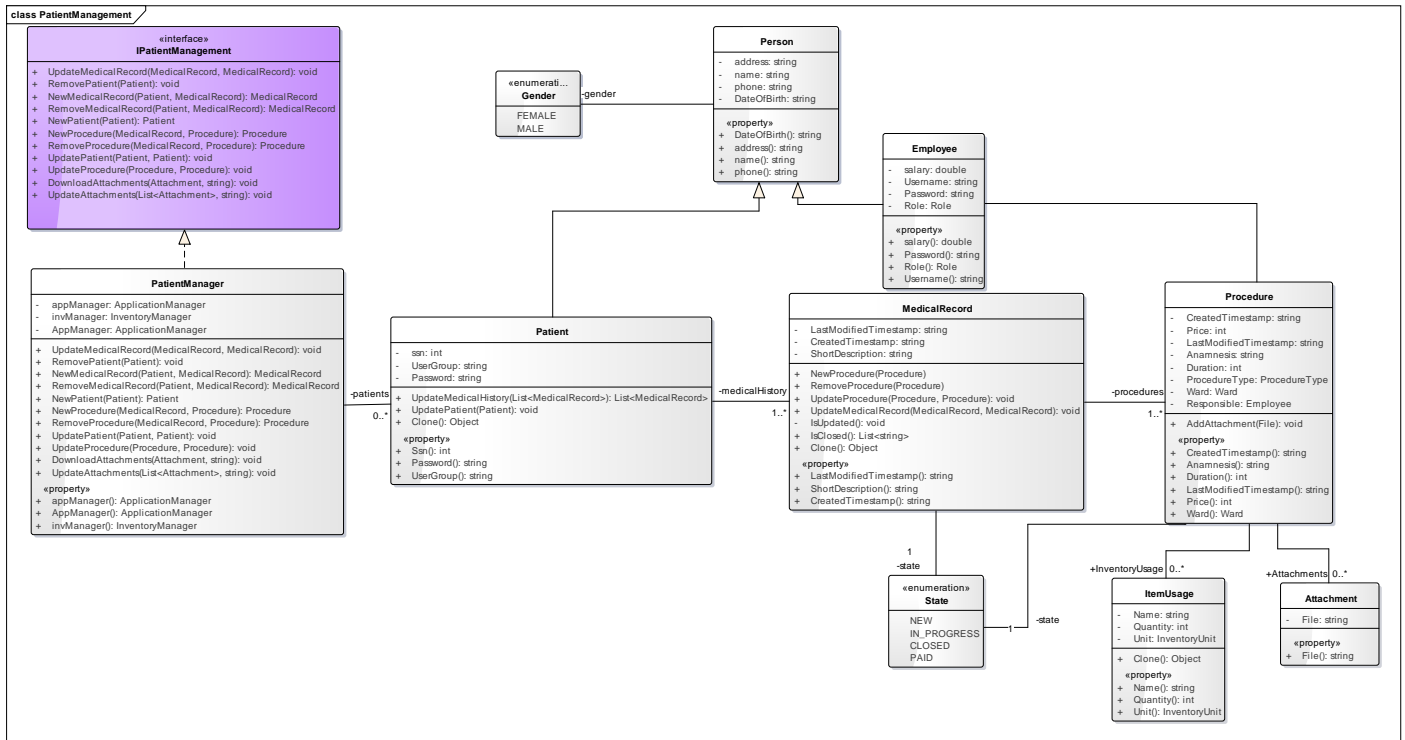 class PatientManagement
«interface»
IPatientManagement
+ UpdateMedicalRecord(MedicalRecord, MedicalRecord): void
+ RemovePatient(Patient): void
+ NewMedicalRecord(Patient, MedicalRecord): MedicalRecord
+ RemoveMedicalRecord(Patient, MedicalRecord): MedicalRecord
+ NewPatient(Patient): Patient
+ NewProcedure(MedicalRecord, Procedure): Procedure
+ RemoveProcedure(MedicalRecord, Procedure): Procedure
+ UpdatePatient(Patient, Patient): void
+ UpdateProcedure(Procedure, Procedure): void
+ DownloadAttachments(Attachment, string): void
+ UpdateAttachments(List<Attachment>, string): void
«enumerati...
Gender
FEMALE
MALE
-gender
Person
- address: string
- name: string
- phone: string
- DateOfBirth: string
«property»
+ DateOfBirth(): string
+ address(): string
+ name(): string
+ phone(): string
Employee
- salary: double
- Username: string
- Password: string
- Role: Role
«property»
+ salary(): double
+ Password(): string
+ Role(): Role
+ Username(): string
PatientManager
- appManager: ApplicationManager
- invManager: InventoryManager
- AppManager: ApplicationManager
+ UpdateMedicalRecord(MedicalRecord, MedicalRecord): void
+ RemovePatient(Patient): void
+ NewMedicalRecord(Patient, MedicalRecord): MedicalRecord
+ RemoveMedicalRecord(Patient, MedicalRecord): MedicalRecord
+ NewPatient(Patient): Patient
+ NewProcedure(MedicalRecord, Procedure): Procedure
+ RemoveProcedure(MedicalRecord, Procedure): Procedure
+ UpdatePatient(Patient, Patient): void
+ UpdateProcedure(Procedure, Procedure): void
+ DownloadAttachments(Attachment, string): void
+ UpdateAttachments(List<Attachment>, string): void
«property»
+ appManager(): ApplicationManager
+ AppManager(): ApplicationManager
+ invManager(): InventoryManager
-patients
0..*
Patient
- ssn: int
- UserGroup: string
- Password: string
+ UpdateMedicalHistory(List<MedicalRecord>): List<MedicalRecord>
+ UpdatePatient(Patient): void
+ Clone(): Object
«property»
+ Ssn(): int
+ Password(): string
+ UserGroup(): string
-medicalHistory
1..*
MedicalRecord
- LastModifiedTimestamp: string
- CreatedTimestamp: string
- ShortDescription: string
+ NewProcedure(Procedure)
+ RemoveProcedure(Procedure)
+ UpdateProcedure(Procedure, Procedure): void
+ UpdateMedicalRecord(MedicalRecord, MedicalRecord): void
- IsUpdated(): void
+ IsClosed(): List<string>
+ Clone(): Object
«property»
+ LastModifiedTimestamp(): string
+ ShortDescription(): string
+ CreatedTimestamp(): string
-procedures
1..*
Procedure
- CreatedTimestamp: string
- Price: int
- LastModifiedTimestamp: string
- Anamnesis: string
- Duration: int
- ProcedureType: ProcedureType
- Ward: Ward
- Responsible: Employee
+ AddAttachment(File): void
«property»
+ CreatedTimestamp(): string
+ Anamnesis(): string
+ Duration(): int
+ LastModifiedTimestamp(): string
+ Price(): int
+ Ward(): Ward
1
-state
«enumeration»
State
NEW
IN_PROGRESS
CLOSED
PAID
1
-state
+InventoryUsage 0..*
ItemUsage
- Name: string
- Quantity: int
- Unit: InventoryUnit
+ Clone(): Object
«property»
+ Name(): string
+ Quantity(): int
+ Unit(): InventoryUnit
+Attachments 0..*
Attachment
- File: string
«property»
+ File(): string